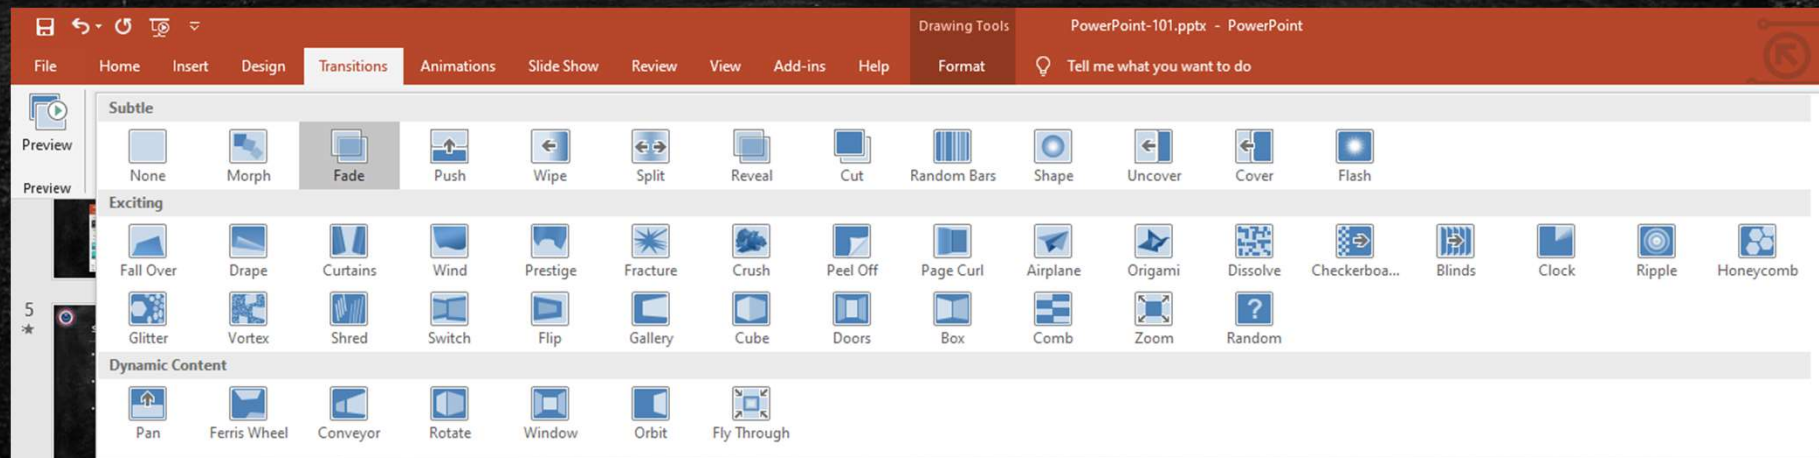 Drawing Tools PowerPoint-101.pptx - PowerPoint
File Home Insert Design Transitions Animations Slide Show Review View Add-ins Help Format Tell me what you want to do
Preview
Preview
Subtle
None Morph Fade Push Wipe Split Reveal Cut Random Bars Shape Uncover Cover Flash
Exciting
Fall Over Drape Curtains Wind Prestige Fracture Crush Peel Off Page Curl Airplane Origami Dissolve Checkerboa... Blinds Clock Ripple Honeycomb
Glitter Vortex Shred Switch Flip Gallery Cube Doors Box Comb Zoom Random
Dynamic Content
Pan Ferris Wheel Conveyor Rotate Window Orbit Fly Through
5